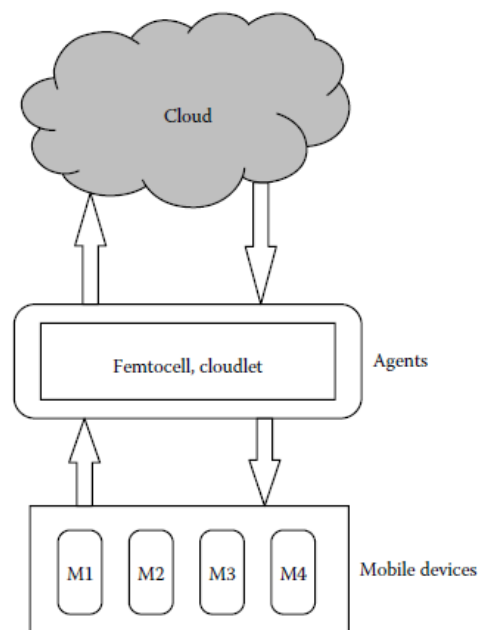 Cloud
Femtocell, cloudlet
Agents
M1 M2 M3 M4
Mobile devices